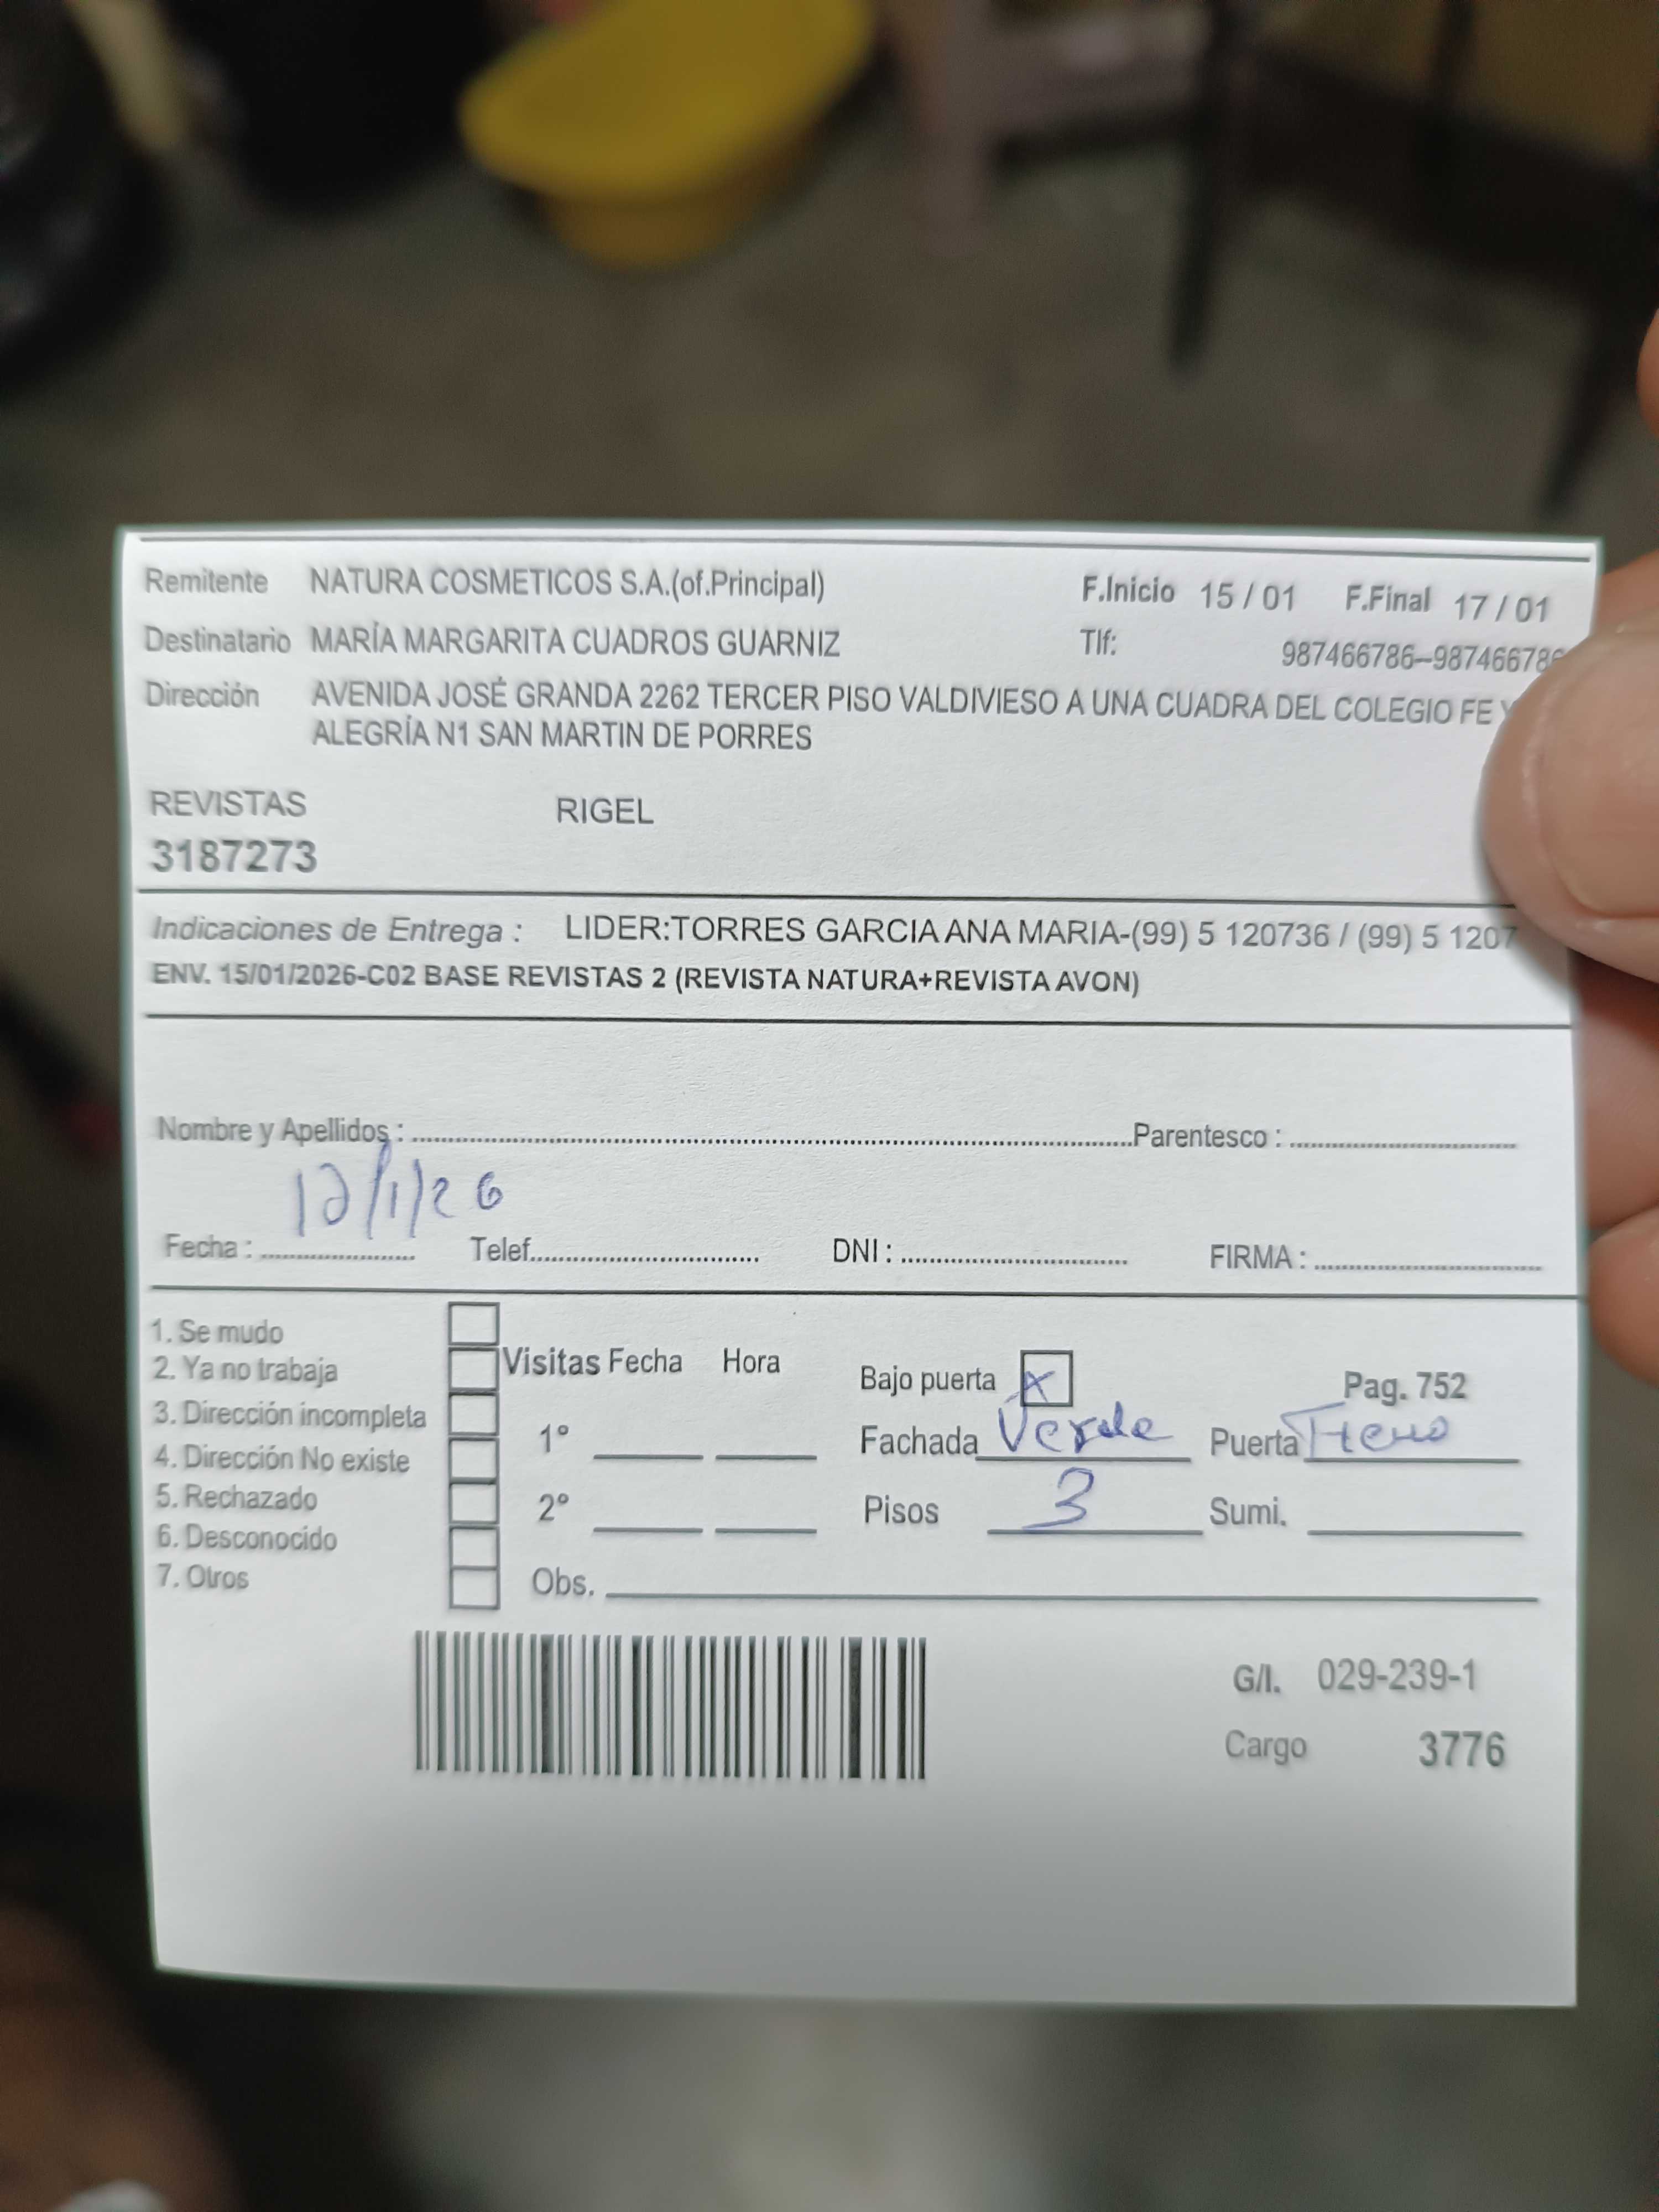 Remitente NATURA COSMETICOS S.A.(of.Principal) F.Inicio 15 / 01 F.Final 17 / 01
Destinatario MARÍA MARGARITA CUADROS GUARNIZ Tlf: 987466786–987466786
Dirección AVENIDA JOSÉ GRANDA 2262 TERCER PISO VALDIVIESO A UNA CUADRA DEL COLEGIO FE Y
ALEGRÍA N1 SAN MARTIN DE PORRES
REVISTAS RIGEL
3187273
Indicaciones de Entrega : LIDER:TORRES GARCIA ANA MARIA-(99) 5 120736 / (99) 5 1207
ENV. 15/01/2026-C02 BASE REVISTAS 2 (REVISTA NATURA+REVISTA AVON)
Nombre y Apellidos : Parentesco :
Fecha : Telef. DNI : FIRMA :
1. Se mudo
2. Ya no trabaja Visitas Fecha Hora Bajo puerta X Pag. 752
3. Dirección incompleta 1° Fachada Verde Puerta
4. Dirección No existe
5. Rechazado 2° Pisos 3 Sumi.
6. Desconocido
7. Otros Obs.
G/I. 029-239-1
Cargo 3776